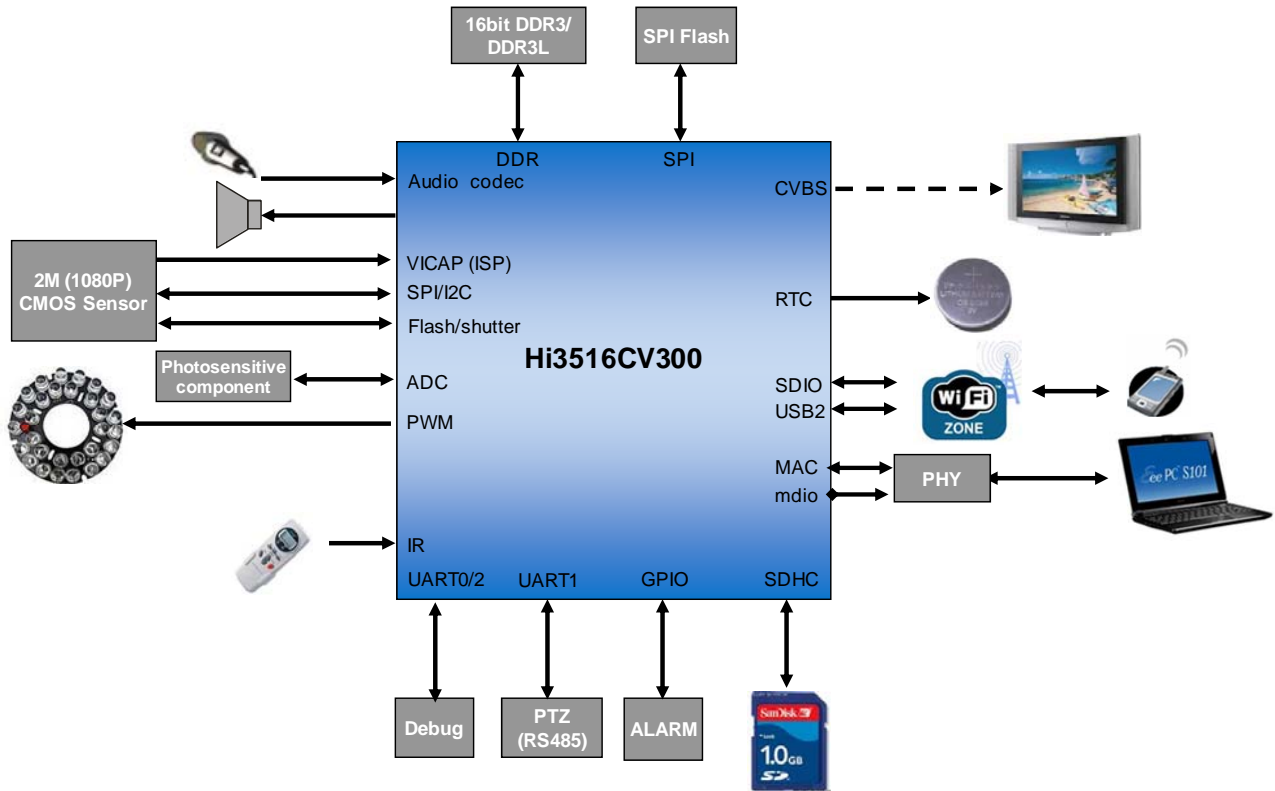 16bit DDR3/
DDR3L
SPI Flash
DDR
SPI
Audio codec
CVBS
VICAP (ISP)
2M (1080P)
CMOS Sensor
SPI/I2C
RTC
Flash/shutter
Hi3516CV300
Photosensitive
component
ADC
SDIO
WiFi
ZONE
PWM
USB2
MAC
PHY
Eee PC S101
mdio
IR
UART0/2
UART1
GPIO
SDHC
Debug
PTZ
(RS485)
ALARM
SanDisk
1.0GB
SD